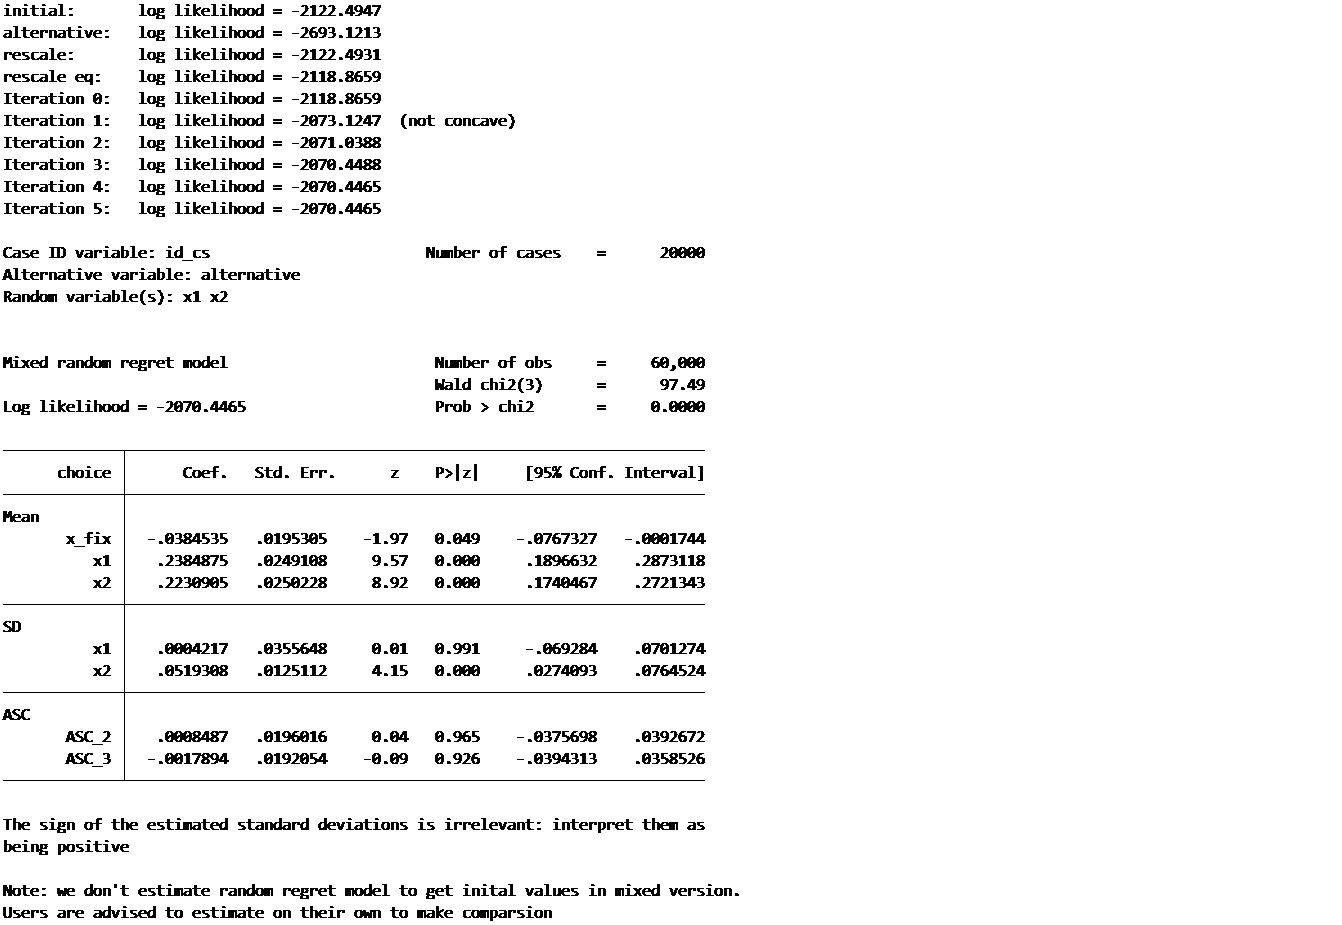 initial:       log likelihood = -2122.4947
alternative:   log likelihood = -2693.1213
rescale:       log likelihood = -2122.4931
rescale eq:    log likelihood = -2118.8659
Iteration 0:   log likelihood = -2118.8659
Iteration 1:   log likelihood = -2073.1247  (not concave)
Iteration 2:   log likelihood = -2071.0388
Iteration 3:   log likelihood = -2070.4488
Iteration 4:   log likelihood = -2070.4465
Iteration 5:   log likelihood = -2070.4465
Case ID variable: id_cs                        Number of cases    =      20000
Alternative variable: alternative
Random variable(s): x1 x2
Mixed random regret model                       Number of obs     =     60,000
Wald chi2(3)      =      97.49
Log likelihood = -2070.4465                     Prob > chi2       =     0.0000
choice |      Coef.   Std. Err.      z    P>|z|     [95% Conf. Interval]
Mean
x_fix |  -.0384535   .0195305    -1.97   0.049    -.0767327   -.0001744
x1 |   .2384875   .0249108     9.57   0.000     .1896632    .2873118
x2 |   .2230905   .0250228     8.92   0.000     .1740467    .2721343
SD
x1 |   .0004217   .0355648     0.01   0.991     -.069284    .0701274
x2 |   .0519308   .0125112     4.15   0.000     .0274093    .0764524
ASC
ASC_2 |   .0008487   .0196016     0.04   0.965    -.0375698    .0392672
ASC_3 |  -.0017894   .0192054    -0.09   0.926    -.0394313    .0358526
The sign of the estimated standard deviations is irrelevant: interpret them as
being positive
Note: we don't estimate random regret model to get inital values in mixed version.
Users are advised to estimate on their own to make comparsion